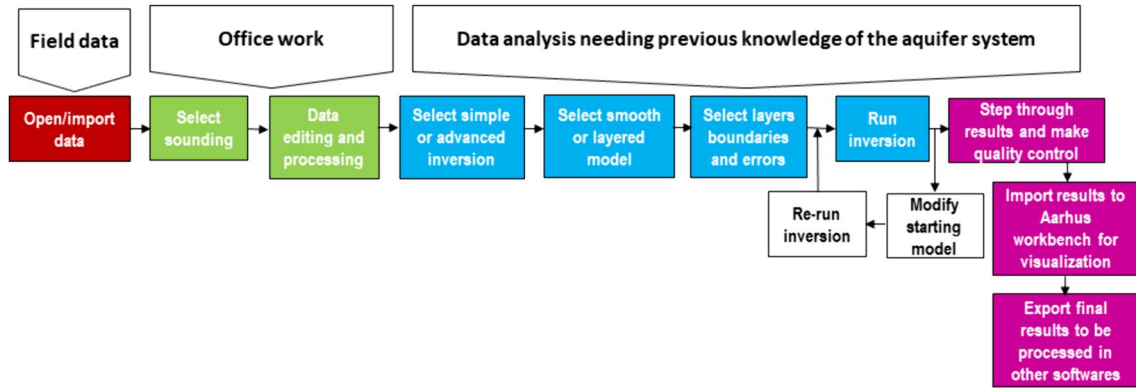 Field data
Office work
Data analysis needing previous knowledge of the aquifer system
Open/import
data
Select
sounding
Data
editing and
processing
Select simple
or advanced
inversion
Select smooth
or layered
model
Select layers
boundaries
and errors
Run
inversion
Step through
results and make
quality control
Re-run
inversion
Modify
starting
model
Import results to
Aarhus
workbench for
visualization
Export final
results to be
processed in
other softwares